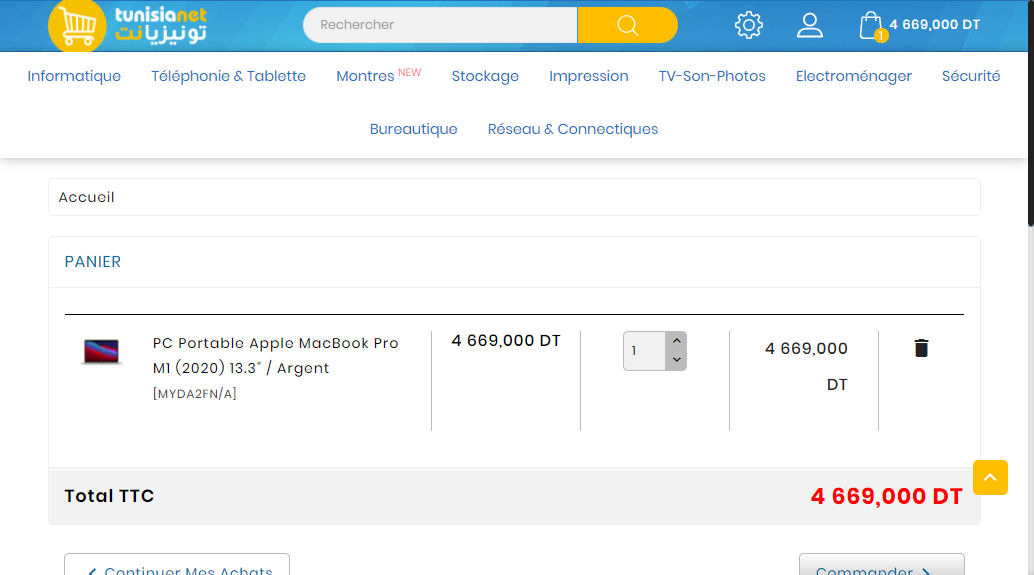 tunisianet
تونيزيانت
Rechercher
1
4 669,000 DT
Informatique Téléphonie & Tablette Montres NEW Stockage Impression TV-Son-Photos Electroménager Sécurité
Bureautique Réseau & Connectiques
Accueil
PANIER
PC Portable Apple MacBook Pro
M1 (2020) 13.3" / Argent
[MYDA2FN/A]
4 669,000 DT
1
4 669,000
DT
Total TTC 4 669,000 DT
Continuer Mes Achats Commander